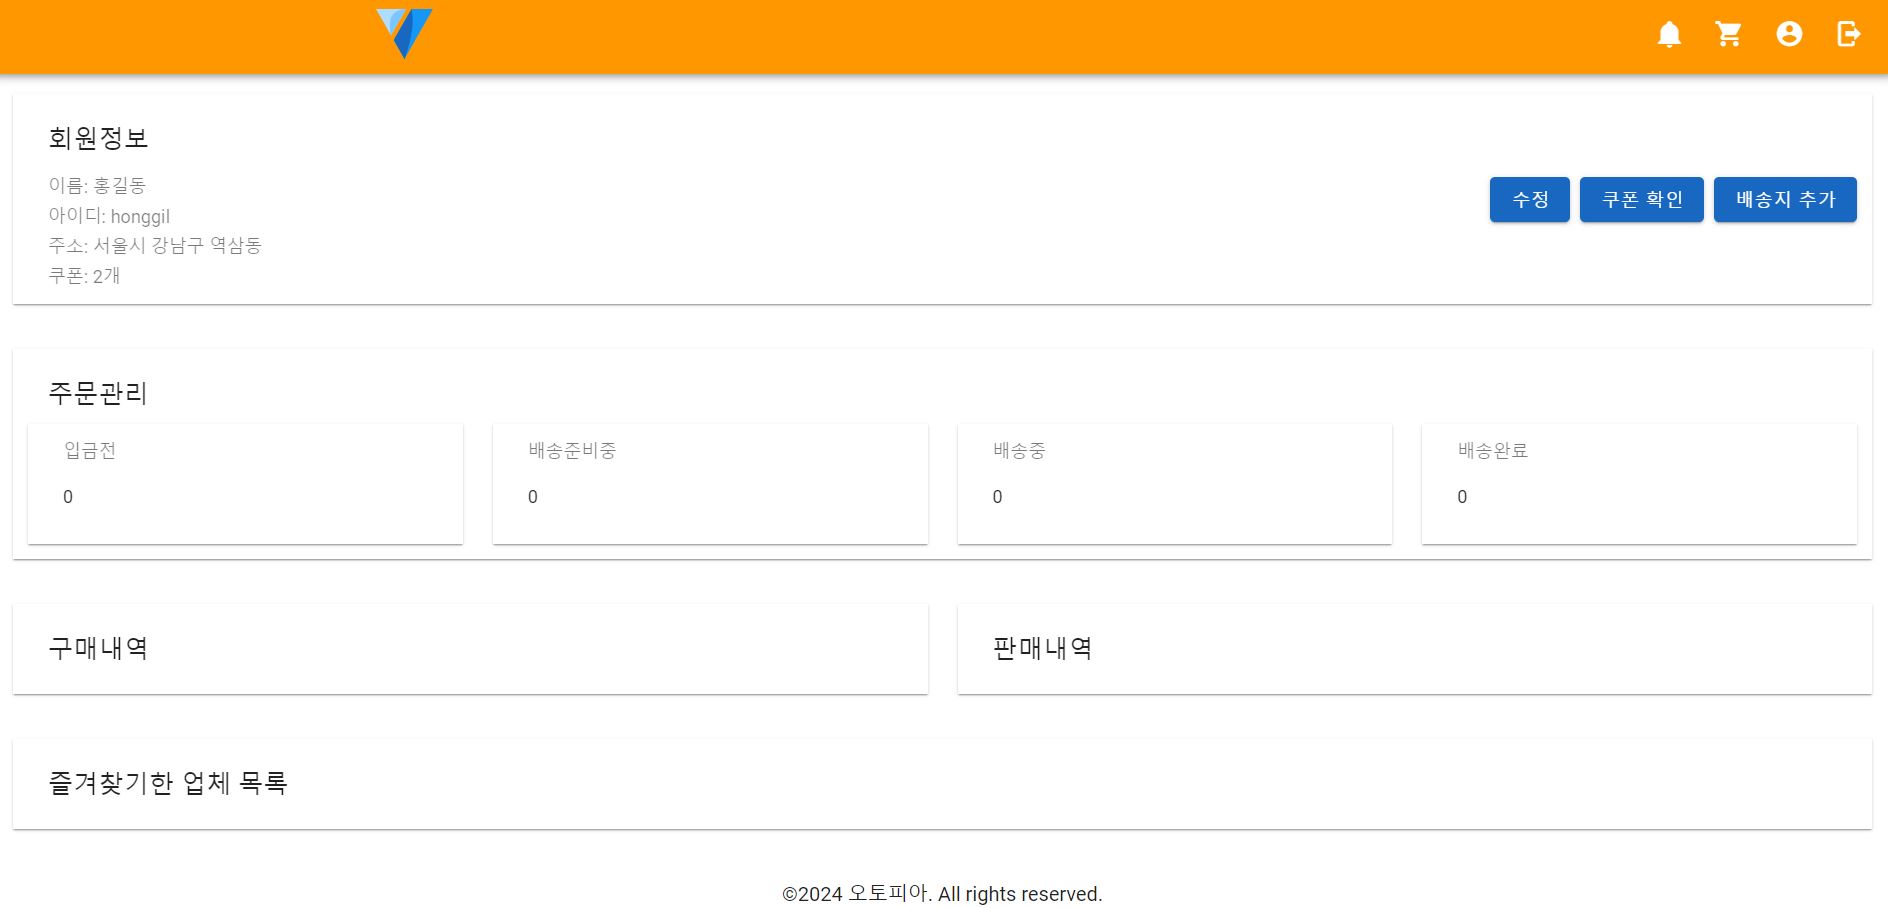 회원정보
이름: 홍길동
아이디: honggil
주소: 서울시 강남구 역삼동
쿠폰: 2개
수정 쿠폰 확인 배송지 추가
주문관리
입금전 배송준비중 배송중 배송완료
0 0 0 0
구매내역 판매내역
즐겨찾기한 업체 목록
©2024 오토피아. All rights reserved.